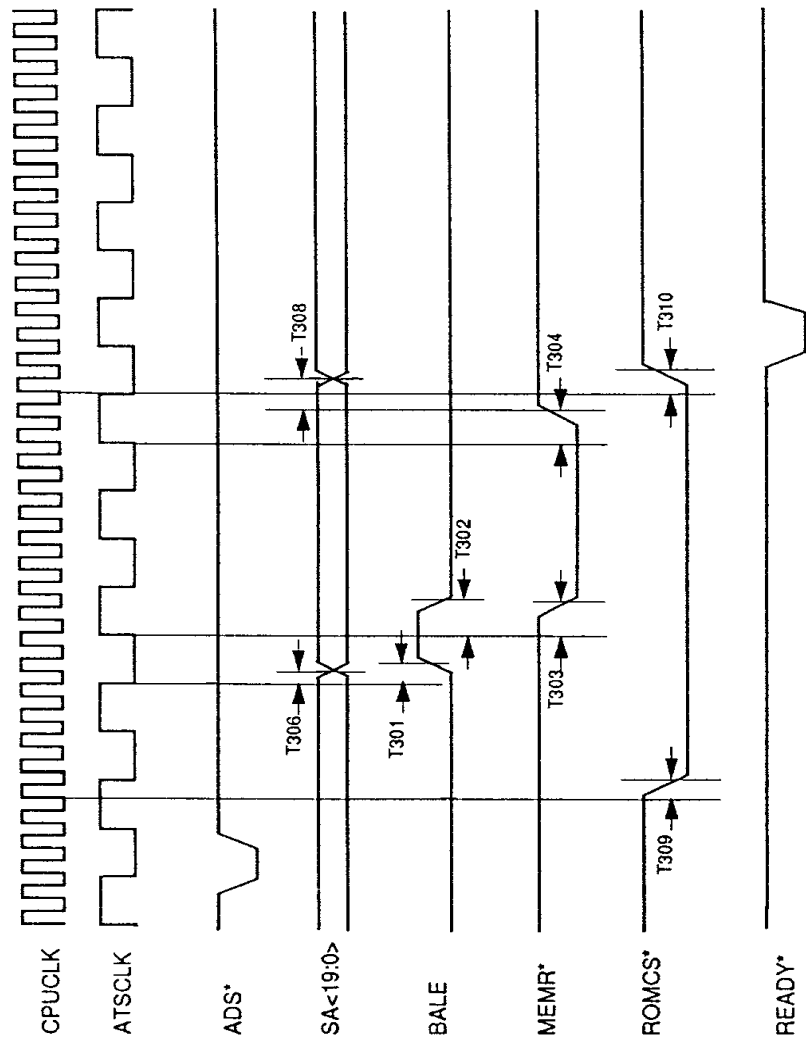 CPUCLK
ATSCLK
ADS*
SA<19:0>
BALE
MEMR*
ROMCS*
READY*
T306
T308
T301
T302
T303
T304
T309
T310